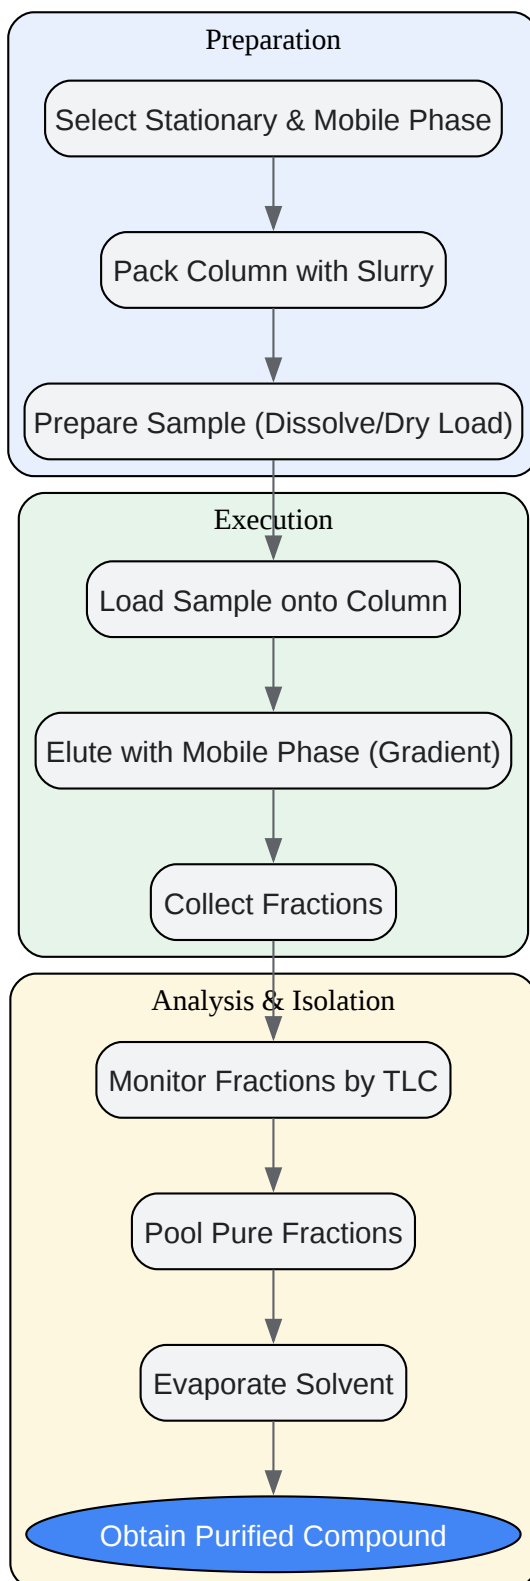 Preparation
Select Stationary & Mobile Phase
Pack Column with Slurry
Prepare Sample (Dissolve/Dry Load)
Execution
Load Sample onto Column
Elute with Mobile Phase (Gradient)
Collect Fractions
Analysis & Isolation
Monitor Fractions by TLC
Pool Pure Fractions
Evaporate Solvent
Obtain Purified Compound